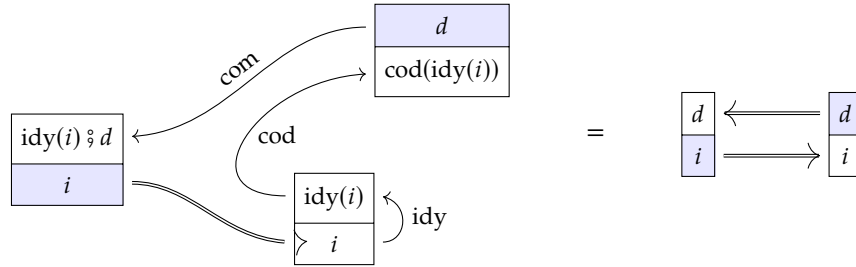 d
com
cod(idy(i))
cod
idy(i) ⨟ d
i
idy(i)
idy
i
=
d d
i i